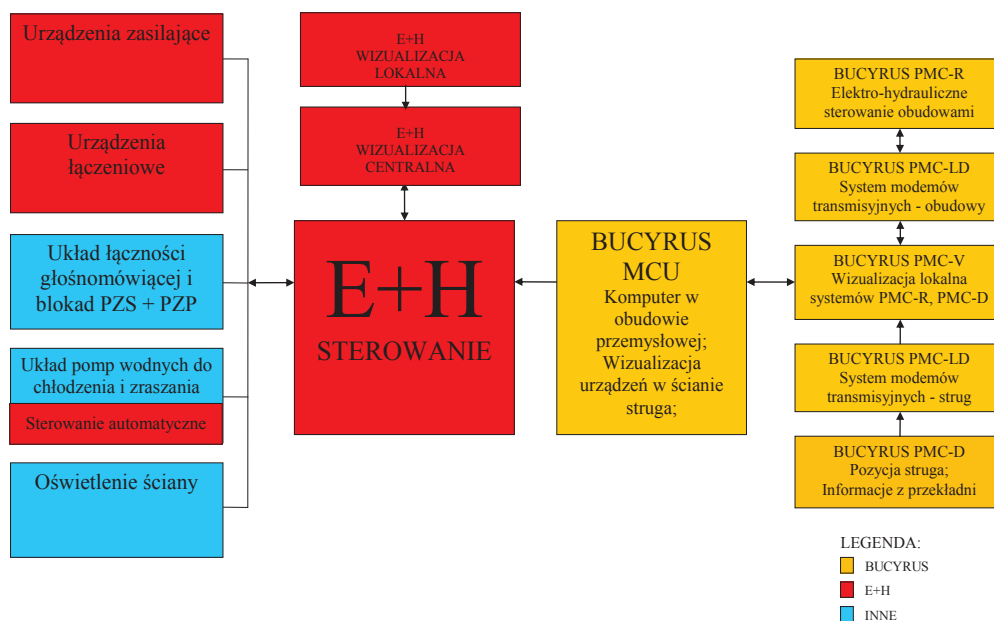 Urządzenia zasilające
Urządzenia
łączeniowe
Układ łączności
głośnomówiącej i
blokad PZS + PZP
Układ pomp wodnych do
chłodzenia i zraszania
Sterowanie automatyczne
Oświetlenie ściany
E+H
WIZUALIZACJA
LOKALNA
E+H
WIZUALIZACJA
CENTRALNA
E+H
STEROWANIE
BUCYRUS
MCU
Komputer w
obudowie
przemysłowej;
Wizualizacja
urządzeń w ścianie
struga;
BUCYRUS PMC-R
Elektro-hydrauliczne
sterowanie obudowami
BUCYRUS PMC-LD
System modemów
transmisyjnych - obudowy
BUCYRUS PMC-V
Wizualizacja lokalna
systemów PMC-R, PMC-D
BUCYRUS PMC-LD
System modemów
transmisyjnych - strug
BUCYRUS PMC-D
Pozycja struga;
Informacje z przekładni
LEGENDA:
BUCYRUS
E+H
INNE